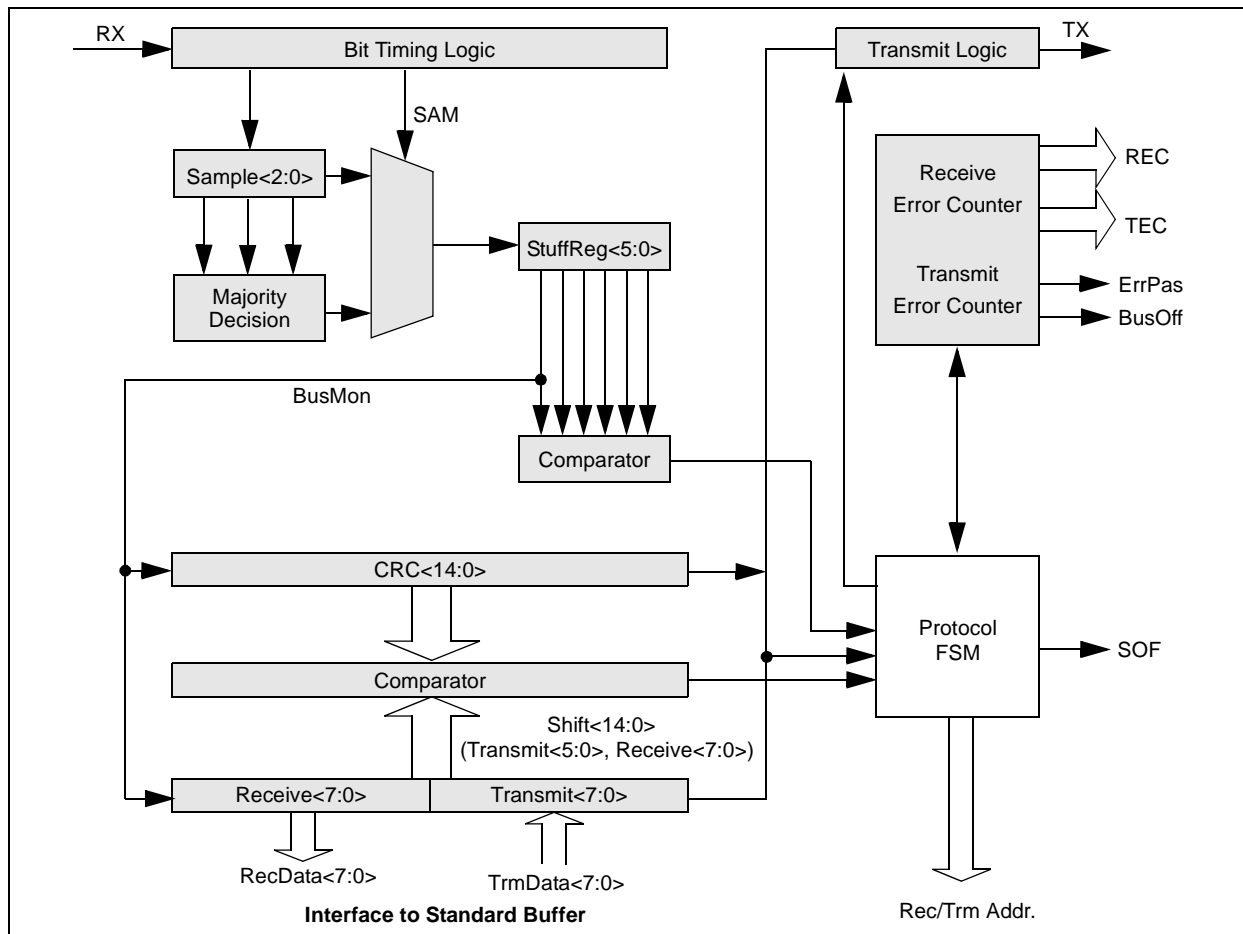 RX
Bit Timing Logic
Transmit Logic
TX
SAM
Sample<2:0>
Majority
Decision
StuffReg<5:0>
Receive
Error Counter
Transmit
Error Counter
REC
TEC
ErrPas
BusOff
BusMon
Comparator
CRC<14:0>
Comparator
Protocol
FSM
SOF
Shift<14:0>
(Transmit<5:0>, Receive<7:0>)
Receive<7:0>
Transmit<7:0>
RecData<7:0>
TrmData<7:0>
Interface to Standard Buffer
Rec/Trm Addr.